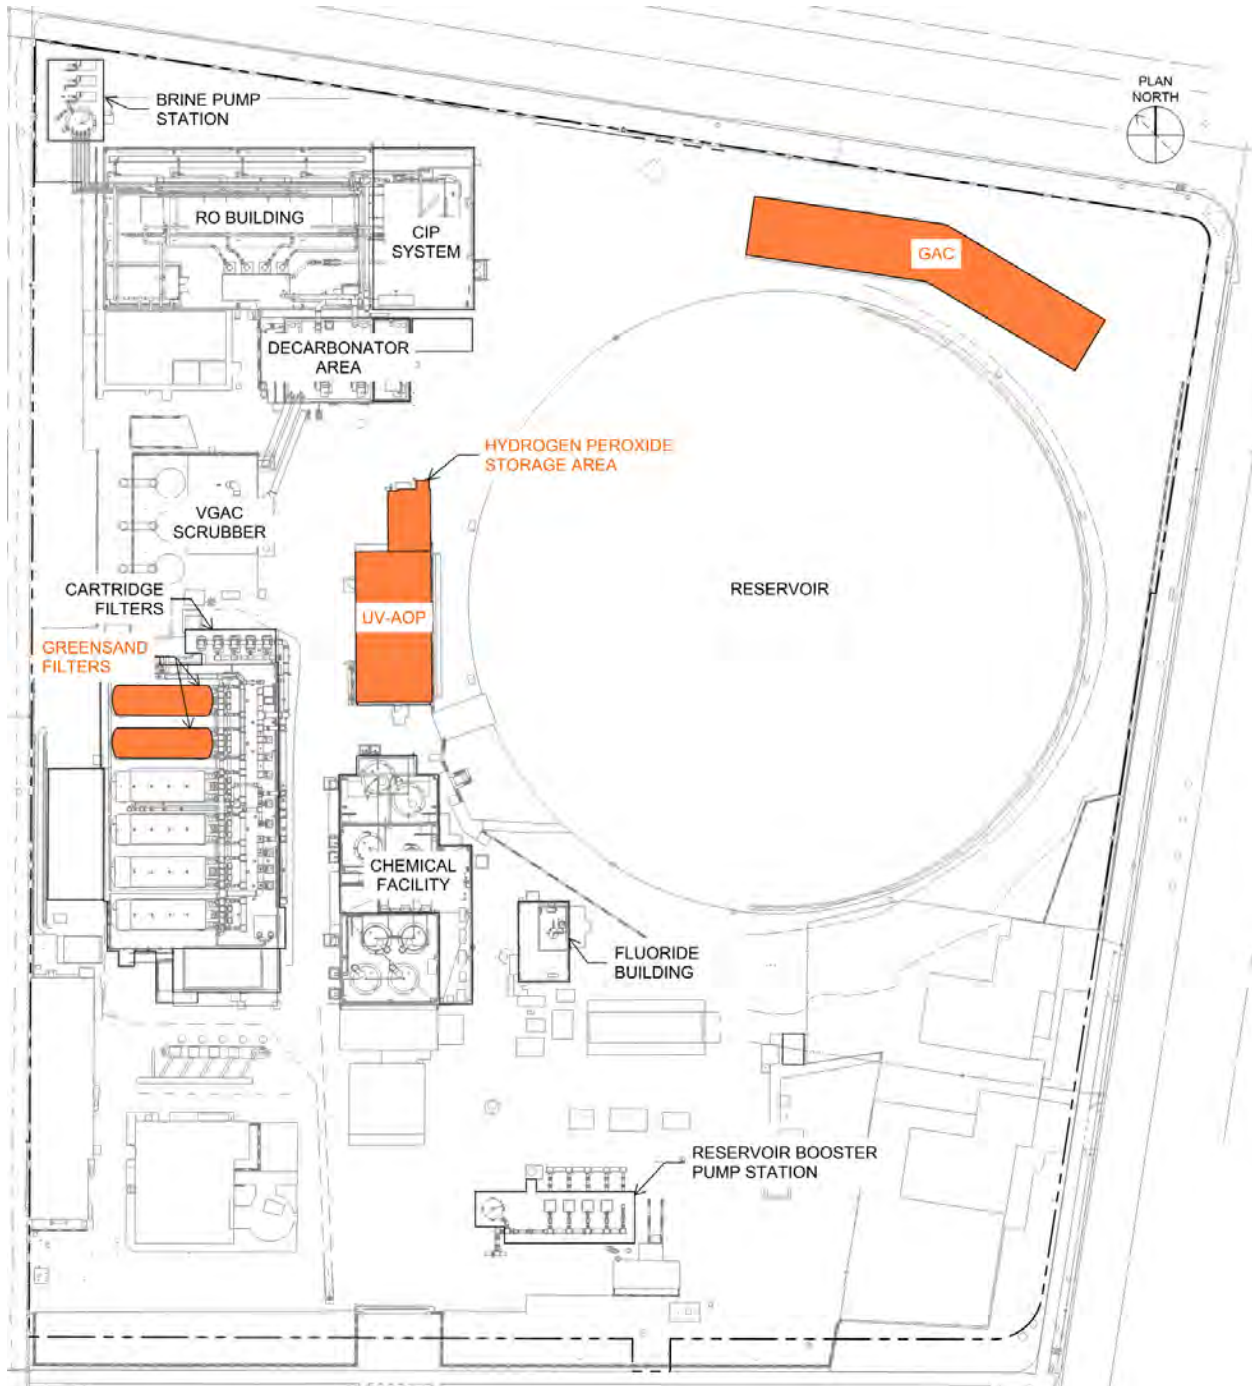 PLAN
NORTH
BRINE PUMP
STATION
RO BUILDING
CIP
SYSTEM
GAC
DECARBONATOR
AREA
HYDROGEN PEROXIDE
STORAGE AREA
VGAC
SCRUBBER
CARTRIDGE
FILTERS
RESERVOIR
UV-AOP
GREENSAND
FILTERS
CHEMICAL
FACILITY
FLUORIDE
BUILDING
RESERVOIR BOOSTER
PUMP STATION